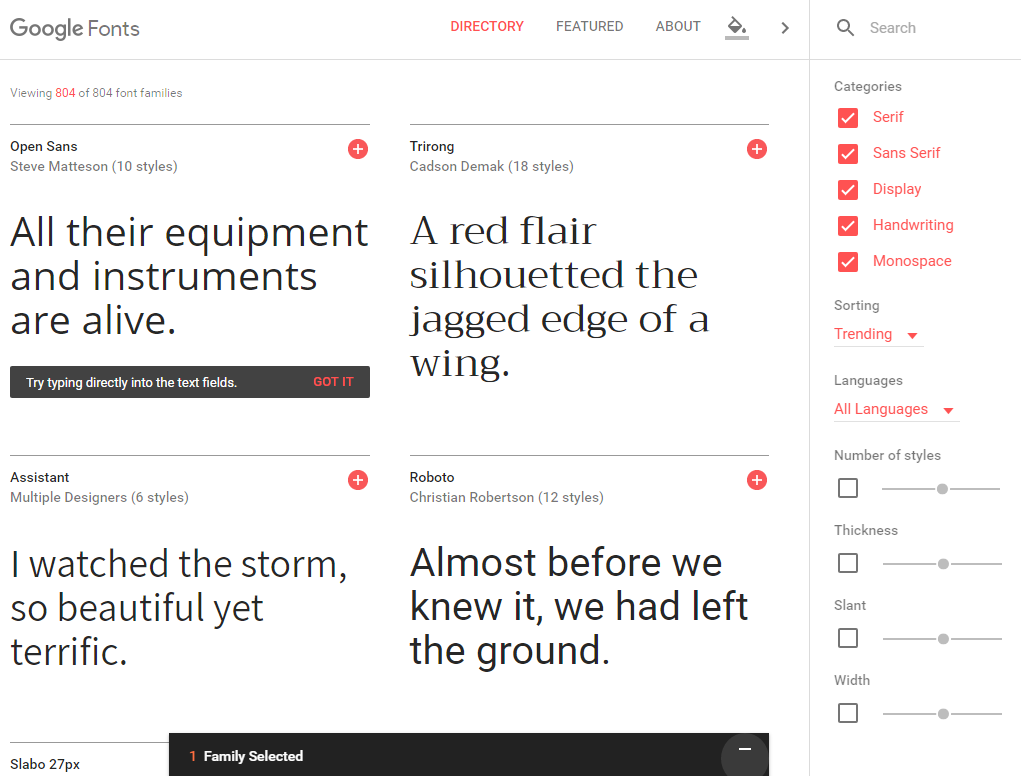 Google Fonts
DIRECTORY FEATURED ABOUT
Search
Viewing 804 of 804 font families
Open Sans
Steve Matteson (10 styles)
All their equipment
and instruments
are alive.
Try typing directly into the text fields. GOT IT
Trirong
Cadson Demak (18 styles)
A red flair
silhouetted the
jagged edge of a
wing.
Assistant
Multiple Designers (6 styles)
I watched the storm,
so beautiful yet
terrific.
Roboto
Christian Robertson (12 styles)
Almost before we
knew it, we had left
the ground.
Slabo 27px
1 Family Selected
Categories
Serif
Sans Serif
Display
Handwriting
Monospace
Sorting
Trending
Languages
All Languages
Number of styles
Thickness
Slant
Width